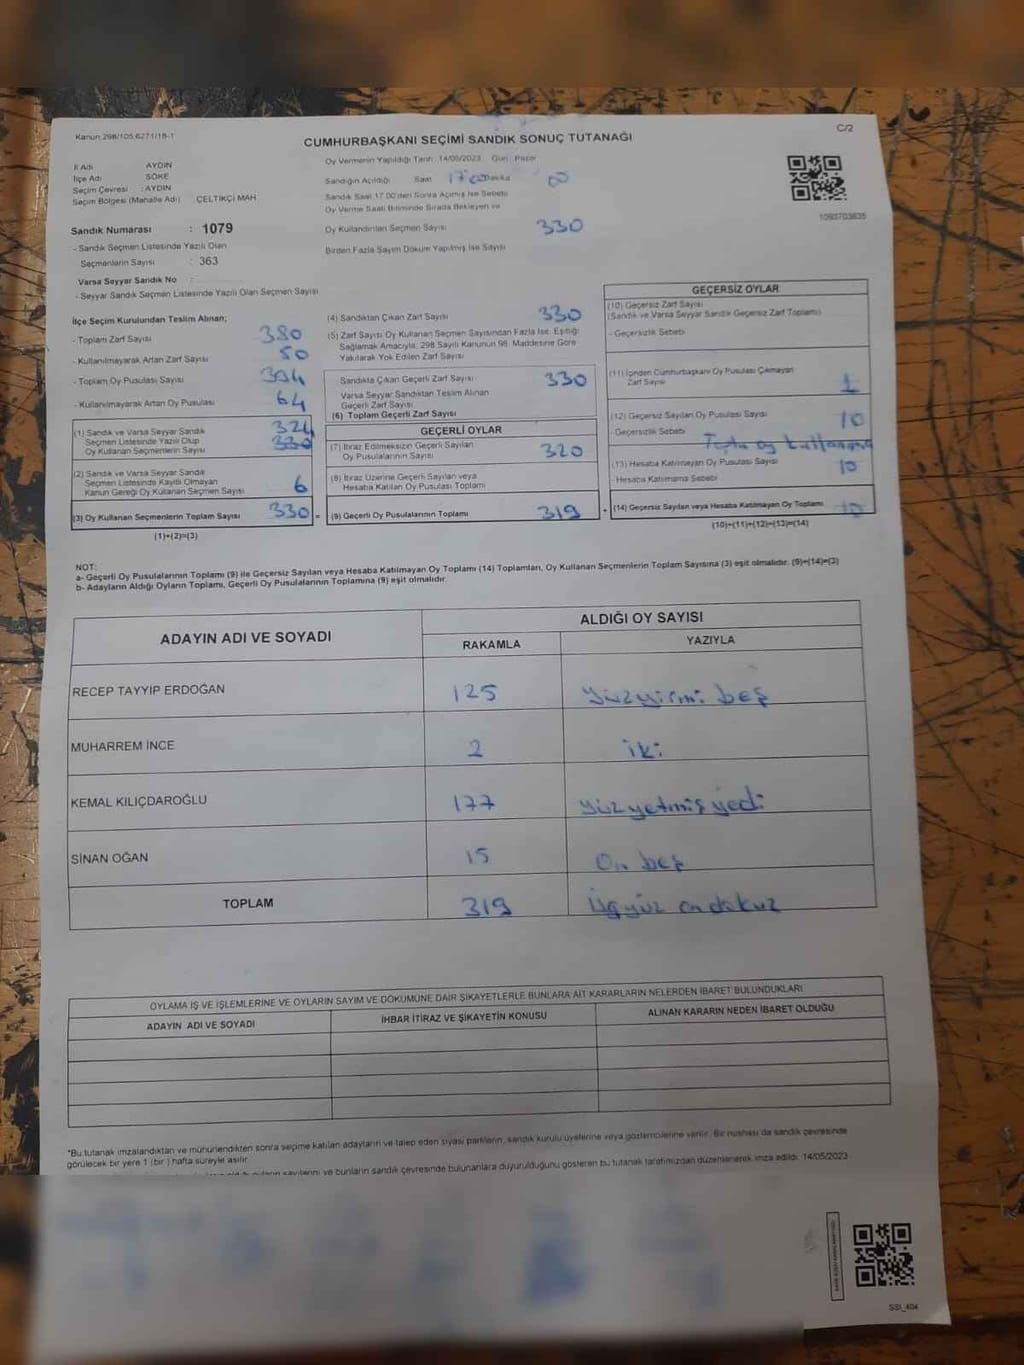 Kanun:298/105,6271/18-1
C/2
CUMHURBAŞKANI SEÇİMİ SANDIK SONUÇ TUTANAĞI
İl Adı AYDIN
İlçe Adı SÖKE
Seçim Çevresi : AYDIN
Seçim Bölgesi (Mahalle Adı) ÇELTİKÇİ MAH
Sandık Numarası : 1079
- Sandık Seçmen Listesinde Yazılı Olan
Seçmenlerin Sayısı : 363
Varsa Seyyar Sandık No
- Seyyar Sandık Seçmen Listesinde Yazılı Olan Seçmen Sayısı
Oy Vermenin Yapıldığı Tarih: 14/05/2023 Gün: Pazar
Sandığın Açıldığı Saat 17:00 Dakika 00
Sandık Saat 17.00'den Sonra Açılmış İse Sebebi
Oy Verme Saati Bitiminde Sırada Bekleyen ve
Oy Kullandırılan Seçmen Sayısı 330
Birden Fazla Sayım Döküm Yapılmış İse Sayısı
1093703635
İlçe Seçim Kurulundan Teslim Alınan;
- Toplam Zarf Sayısı 380
- Kullanılmayarak Artan Zarf Sayısı 50
- Toplam Oy Pusulası Sayısı 394
- Kullanılmayarak Artan Oy Pusulası 64
(1) Sandık ve Varsa Seyyar Sandık
Seçmen Listesinde Yazılı Olup
Oy Kullanan Seçmenlerin Sayısı 324
(2) Sandık ve Varsa Seyyar Sandık
Seçmen Listesinde Kayıtlı Olmayan
Kanun Gereği Oy Kullanan Seçmen Sayısı 6
(3) Oy Kullanan Seçmenlerin Toplam Sayısı 330
(1)+(2)=(3)
(4) Sandıktan Çıkan Zarf Sayısı 330
(5) Zarf Sayısı Oy Kullanan Seçmen Sayısından Fazla İse, Eşitliği
Sağlamak Amacıyla; 298 Sayılı Kanunun 98. Maddesine Göre
Yakılarak Yok Edilen Zarf Sayısı
Sandıkta Çıkan Geçerli Zarf Sayısı 330
Varsa Seyyar Sandıktan Teslim Alınan
Geçerli Zarf Sayısı
(6) Toplam Geçerli Zarf Sayısı
GEÇERLİ OYLAR
(7) İtiraz Edilmeksizin Geçerli Sayılan
Oy Pusulalarının Sayısı 320
(8) İtiraz Üzerine Geçerli Sayılan veya
Hesaba Katılan Oy Pusulası Toplamı
= (9) Geçerli Oy Pusulalarının Toplamı 319
GEÇERSİZ OYLAR
(10) Geçersiz Zarf Sayısı
(Sandık ve Varsa Seyyar Sandık Geçersiz Zarf Toplamı)
- Geçersizlik Sebebi
(11) İçinden Cumhurbaşkanı Oy Pusulası Çıkmayan
Zarf Sayısı 1
(12) Geçersiz Sayılan Oy Pusulası Sayısı 10
- Geçersizlik Sebebi oy
(13) Hesaba Katılmayan Oy Pusulası Sayısı 10
- Hesaba Katılmama Sebebi
+ (14) Geçersiz Sayılan veya Hesaba Katılmayan Oy Toplamı 10
(10)+(11)+(12)+(13)=(14)
NOT:
a- Geçerli Oy Pusulalarının Toplamı (9) ile Geçersiz Sayılan veya Hesaba Katılmayan Oy Toplamı (14) Toplamları, Oy Kullanan Seçmenlerin Toplam Sayısına (3) eşit olmalıdır. (9)+(14)=(3)
b- Adayların Aldığı Oyların Toplamı, Geçerli Oy Pusulalarının Toplamına (9) eşit olmalıdır.
ADAYIN ADI VE SOYADI
ALDIĞI OY SAYISI
RAKAMLA YAZIYLA
RECEP TAYYİP ERDOĞAN 125 yüzyirmi beş
MUHARREM İNCE 2 iki
KEMAL KILIÇDAROĞLU 177 yüz yetmiş yedi
SİNAN OĞAN 15 On beş
TOPLAM 319 üçyüz on dokuz
OYLAMA İŞ VE İŞLEMLERİNE VE OYLARIN SAYIM VE DÖKÜMÜNE DAİR ŞİKAYETLERLE BUNLARA AİT KARARLARIN NELERDEN İBARET BULUNDUKLARI
ADAYIN ADI VE SOYADI İHBAR İTİRAZ VE ŞİKAYETİN KONUSU ALINAN KARARIN NEDEN İBARET OLDUĞU
*Bu tutanak imzalandıktan ve mühürlendikten sonra seçime katılan adayların ve talep eden siyasi partilerin, sandık kurulu üyelerine veya gözlemcilerine verilir. Bir nüshası da sandık çevresinde
görülecek bir yere 1 (bir ) hafta süreyle asılır.
sayılarını ve bunların sandık çevresinde bulunanlara duyurulduğunu gösteren bu tutanak tarafımızdan düzenlenerek imza edildi. 14/05/2023
SSI_404